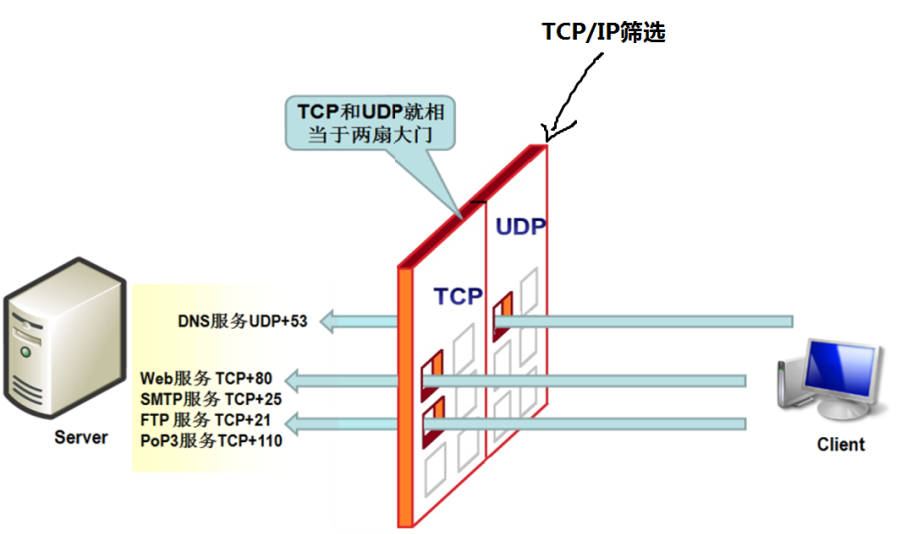 TCP/IP筛选
TCP和UDP就相
当于两扇大门
UDP
TCP
DNS服务UDP+53
Web服务 TCP+80
SMTP服务 TCP+25
FTP 服务 TCP+21
PoP3服务TCP+110
Server
Client